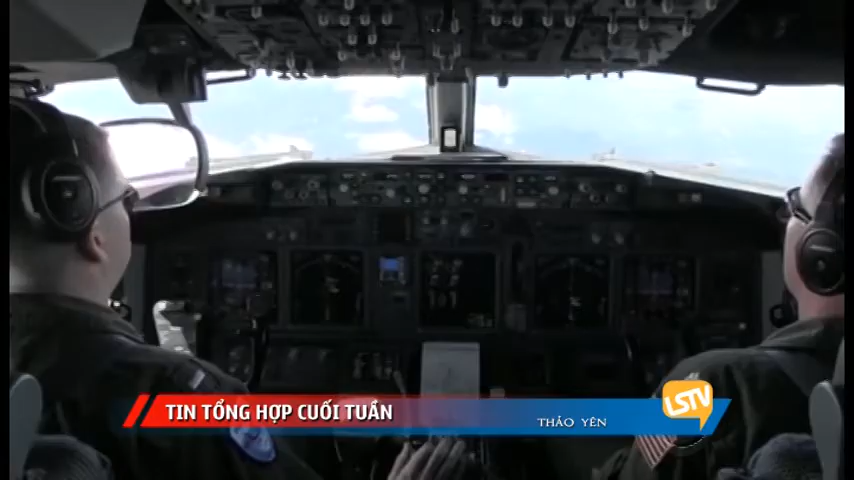 LSTV
TIN TỔNG HỢP CUỐI TUẦN
THẢO YÊN